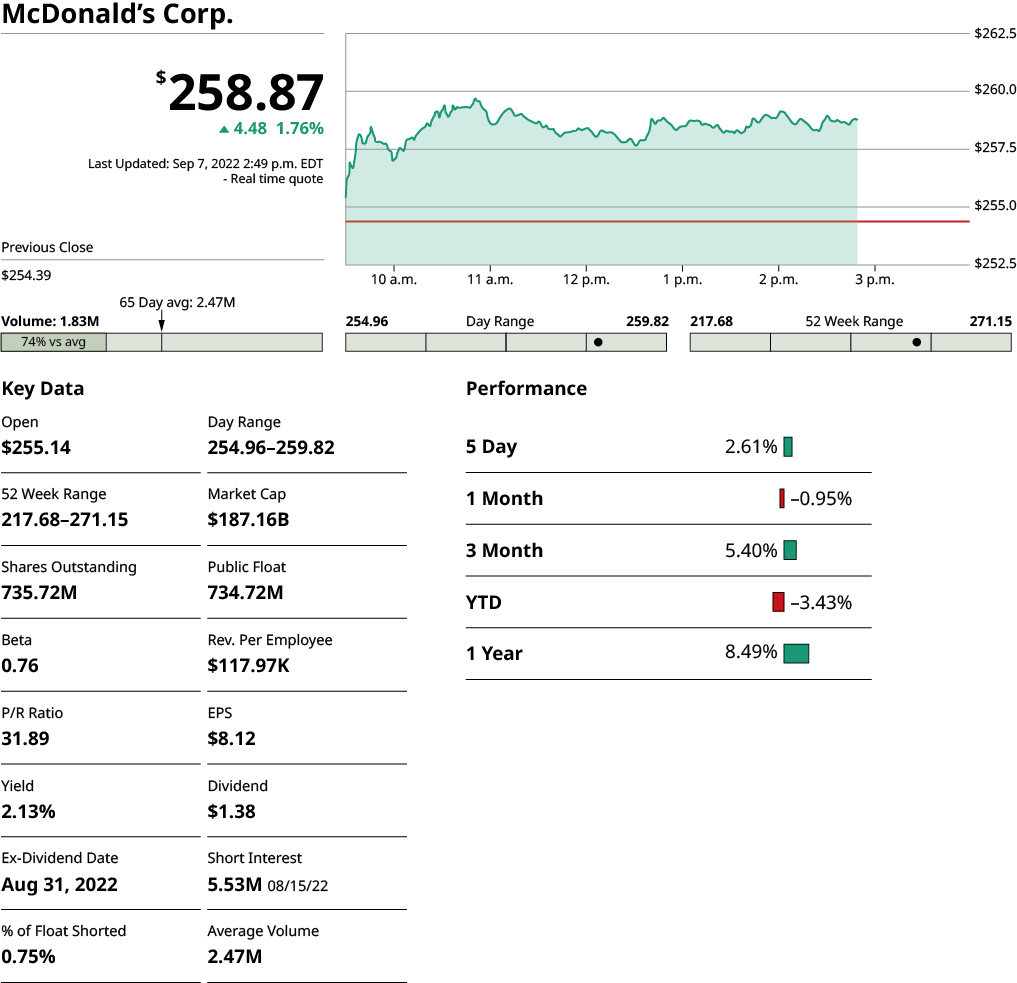 McDonald’s Corp.
$258.87
▲ 4.48 1.76%
Last Updated: Sep 7, 2022 2:49 p.m. EDT
- Real time quote
Previous Close
$254.39
$262.5
$260.0
$257.5
$255.0
$252.5
10 a.m. 11 a.m. 12 p.m. 1 p.m. 2 p.m. 3 p.m.
65 Day avg: 2.47M
Volume: 1.83M
74% vs avg
254.96 Day Range 259.82
217.68 52 Week Range 271.15
Key Data
Open Day Range
$255.14 254.96–259.82
52 Week Range Market Cap
217.68–271.15 $187.16B
Shares Outstanding Public Float
735.72M 734.72M
Beta Rev. Per Employee
0.76 $117.97K
P/R Ratio EPS
31.89 $8.12
Yield Dividend
2.13% $1.38
Ex-Dividend Date Short Interest
Aug 31, 2022 5.53M 08/15/22
% of Float Shorted Average Volume
0.75% 2.47M
Performance
5 Day 2.61%
1 Month –0.95%
3 Month 5.40%
YTD –3.43%
1 Year 8.49%